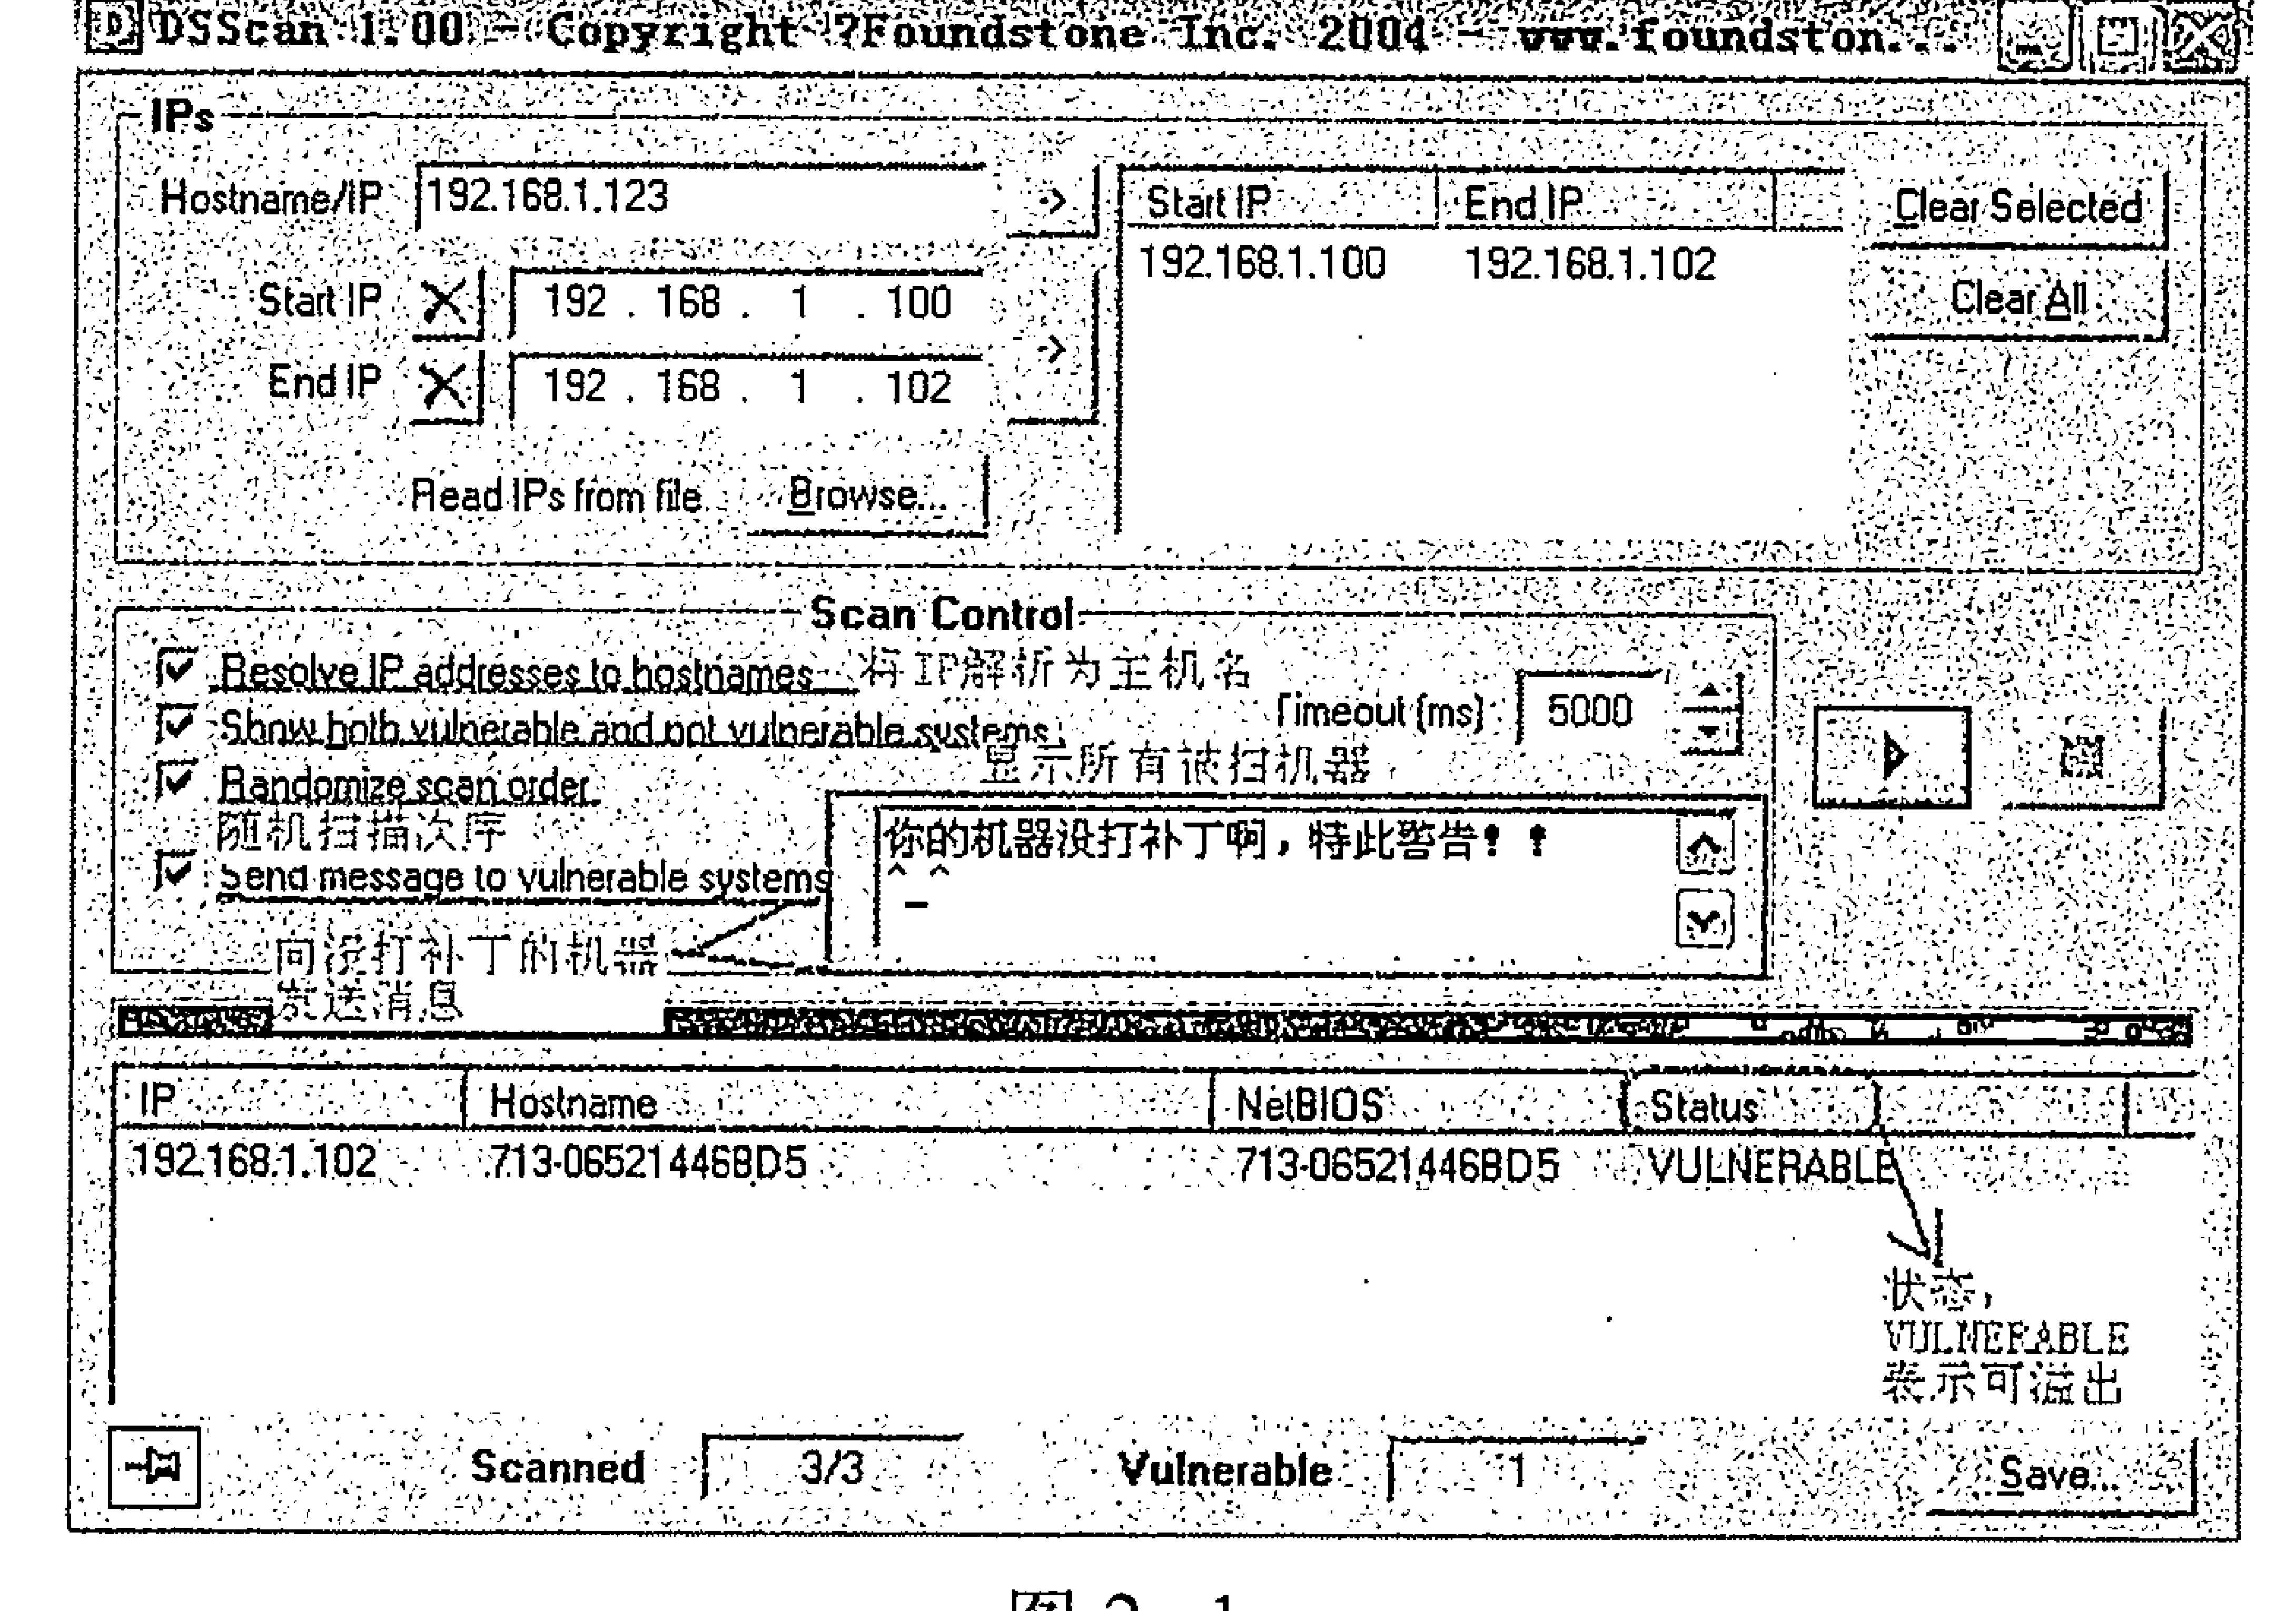 DSScan 1.00 - Copyright ?Foundstone Inc. 2004 - www.foundston...
IPs
Hostname/IP 192.168.1.123 ->
Start IP 192 . 168 . 1 . 100
End IP 192 . 168 . 1 . 102
->
Read IPs from file Browse...
Start IP End IP
192.168.1.100 192.168.1.102
Clear Selected
Clear All
Scan Control
Resolve IP addresses to hostnames 将IP解析为主机名
Show both vulnerable and not vulnerable systems
显示所有被扫机器
Randomize scan order
随机扫描次序
Send message to vulnerable systems
向没打补丁的机器
发送消息
Timeout (ms) 5000
你的机器没打补丁啊，特此警告！！
^_^
IP Hostname NetBIOS Status
192.168.1.102 713-06521446BD5 713-06521446BD5 VULNERABLE
状态，
VULNERABLE
表示可溢出
Scanned 3/3 Vulnerable 1 Save...